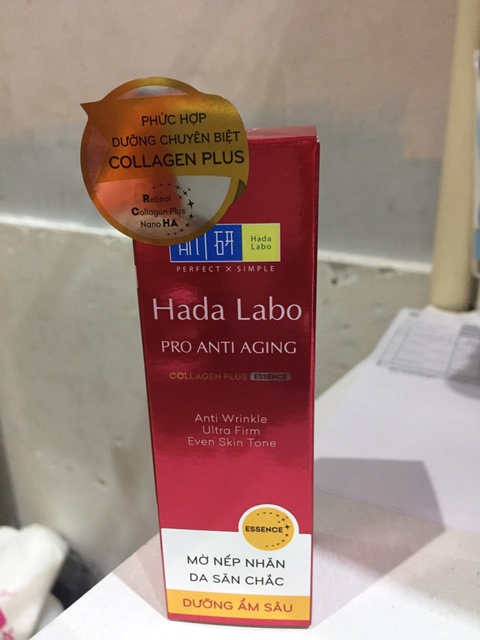 PHỨC HỢP
DƯỠNG CHUYÊN BIỆT
COLLAGEN PLUS
Retinol
Collagen Plus
Nano HA
Hada
Labo
PERFECT × SIMPLE
Hada Labo
PRO ANTI AGING
COLLAGEN PLUS ESSENCE
Anti Wrinkle
Ultra Firm
Even Skin Tone
ESSENCE
MỜ NẾP NHĂN
DA SĂN CHẮC
DƯỠNG ẨM SÂU